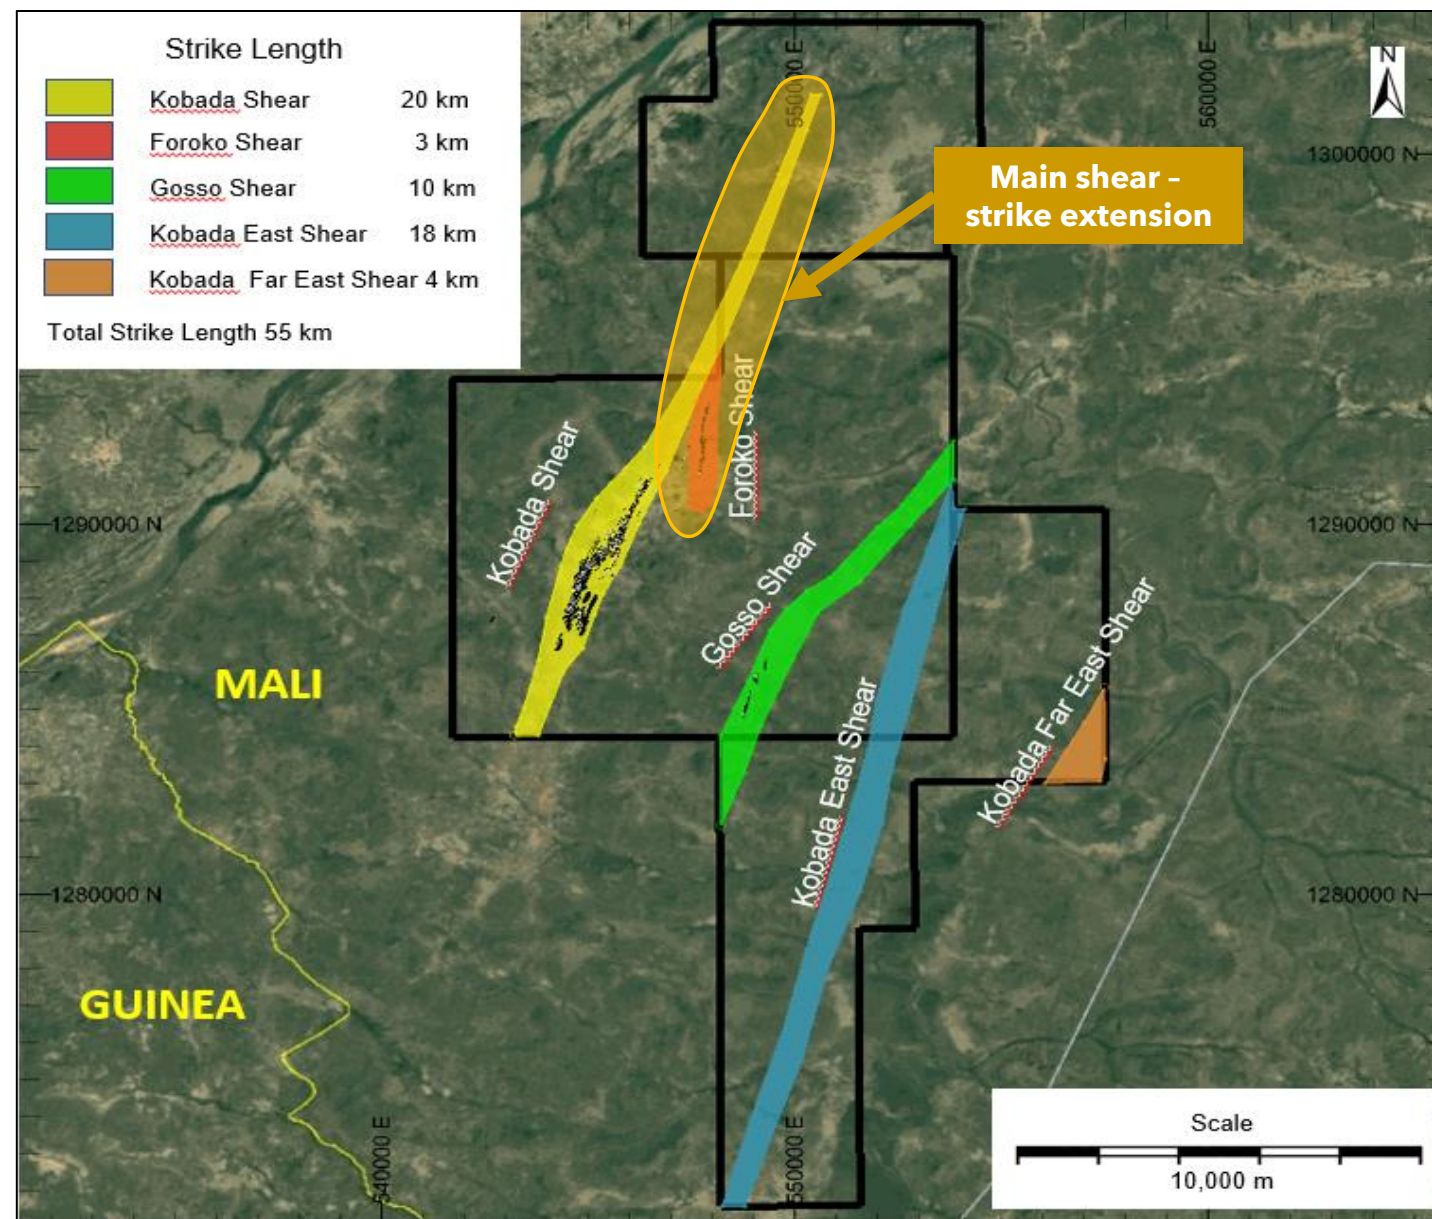 Strike Length
Kobada Shear 20 km
Foroko Shear 3 km
Gosso Shear 10 km
Kobada East Shear 18 km
Kobada Far East Shear 4 km
Total Strike Length 55 km
550000 E
560000 E
N
1300000 N
Main shear –
strike extension
Kobada Shear
Foroko Shear
1290000 N
1290000 N
Gosso Shear
Kobada East Shear
Kobada Far East Shear
MALI
1280000 N
1280000 N
GUINEA
540000 E
550000 E
Scale
10,000 m